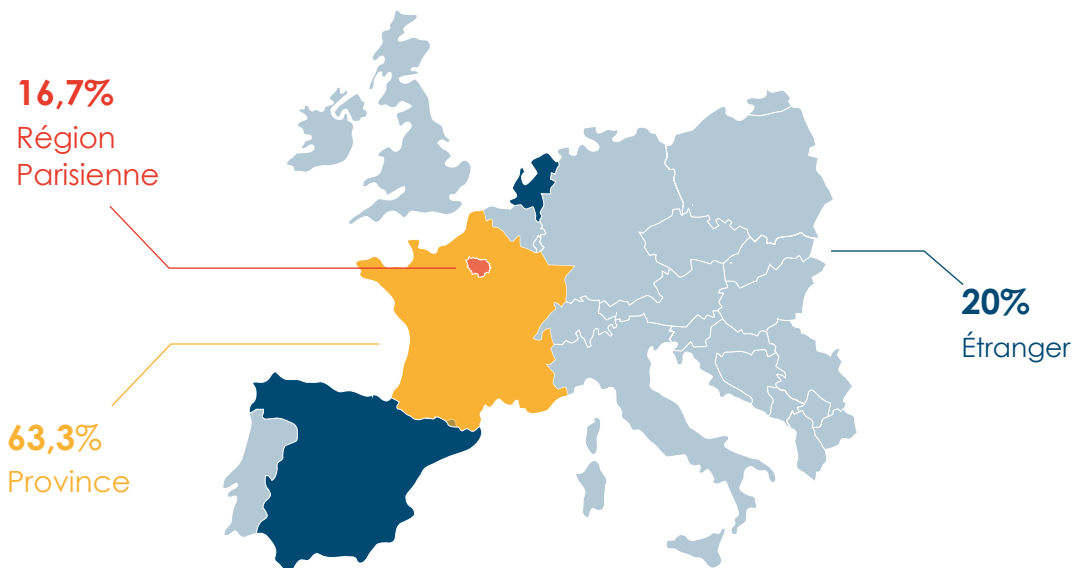 16,7%
Région
Parisienne
63,3%
Province
20%
Étranger